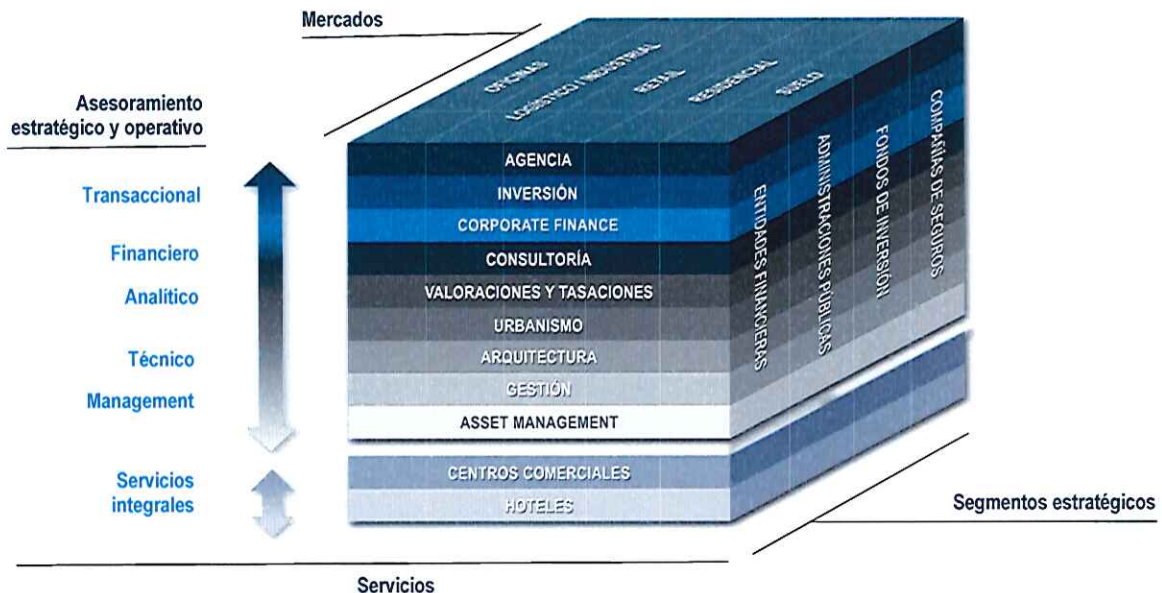 Mercados
OFICINAS
LOGÍSTICO / INDUSTRIAL
RETAIL
RESIDENCIAL
SUELO
Asesoramiento
estratégico y operativo
Transaccional
Financiero
Analítico
Técnico
Management
Servicios
integrales
AGENCIA
INVERSIÓN
CORPORATE FINANCE
CONSULTORÍA
VALORACIONES Y TASACIONES
URBANISMO
ARQUITECTURA
GESTIÓN
ASSET MANAGEMENT
CENTROS COMERCIALES
HOTELES
ENTIDADES FINANCIERAS
ADMINISTRACIONES PÚBLICAS
FONDOS DE INVERSIÓN
COMPAÑÍAS DE SEGUROS
Segmentos estratégicos
Servicios